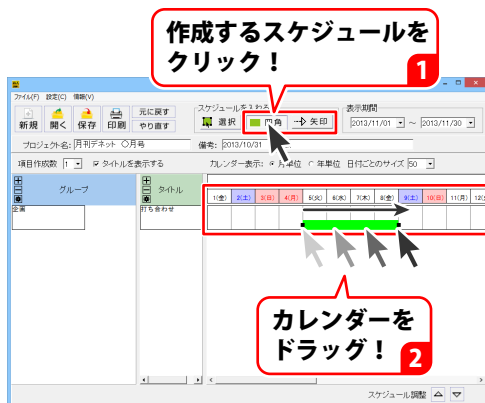 作成するスケジュールを
クリック！
1
ファイル(F) 設定(C) 情報(V)
新規 開く 保存 印刷
元に戻す
やり直す
スケジュールを入れる
選択 四角 矢印
表示期間
2013/11/01 ～ 2013/11/30
プロジェクト名: 月刊デネット ○月号 備考: 2013/10/31
項目作成数 1 タイトルを表示する カレンダー表示: 月単位 年単位 日付ごとのサイズ 50
グループ タイトル
1(金) 2(土) 3(日) 4(月) 5(火) 6(水) 7(木) 8(金) 9(土) 10(日) 11(月)
企画 打ち合わせ
カレンダーを
ドラッグ！
2
スケジュール調整